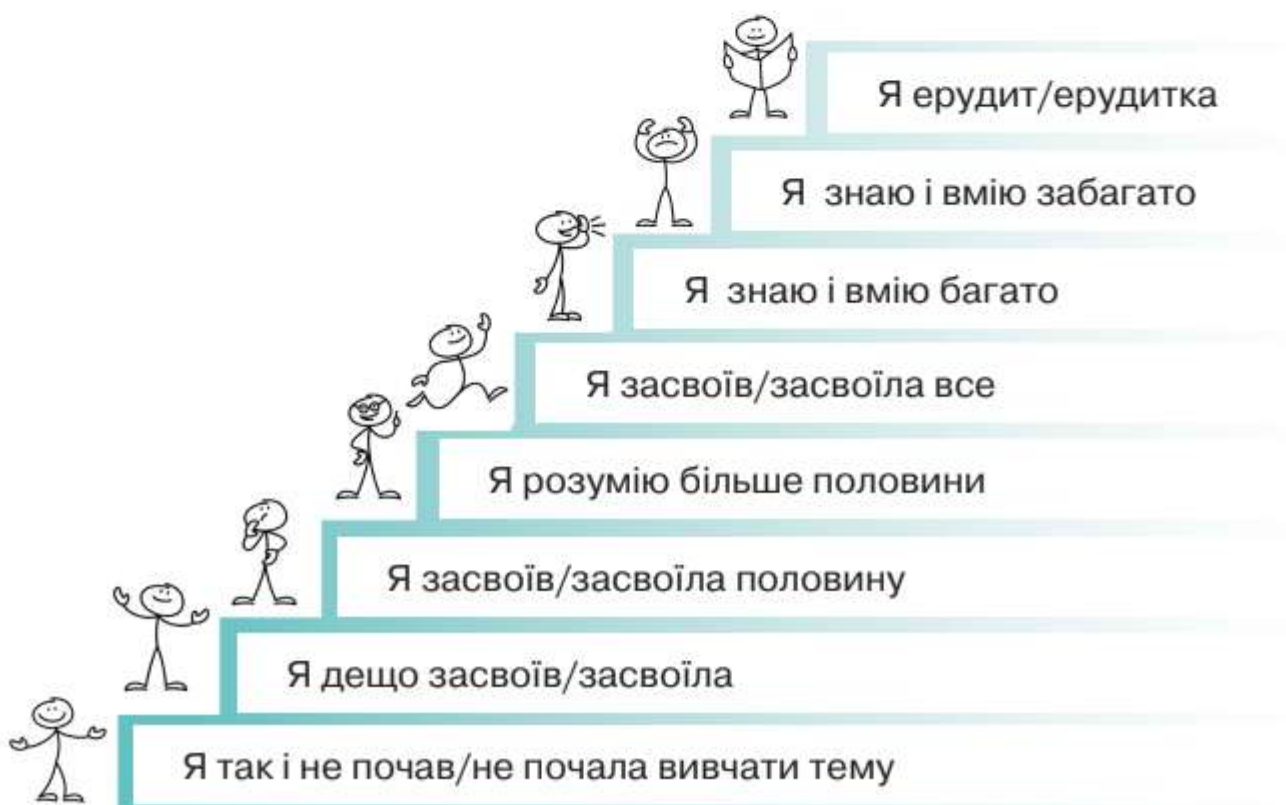 Я ерудит/ерудитка
Я знаю і вмію забагато
Я знаю і вмію багато
Я засвоїв/засвоїла все
Я розумію більше половини
Я засвоїв/засвоїла половину
Я дещо засвоїв/засвоїла
Я так і не почав/не почала вивчати тему